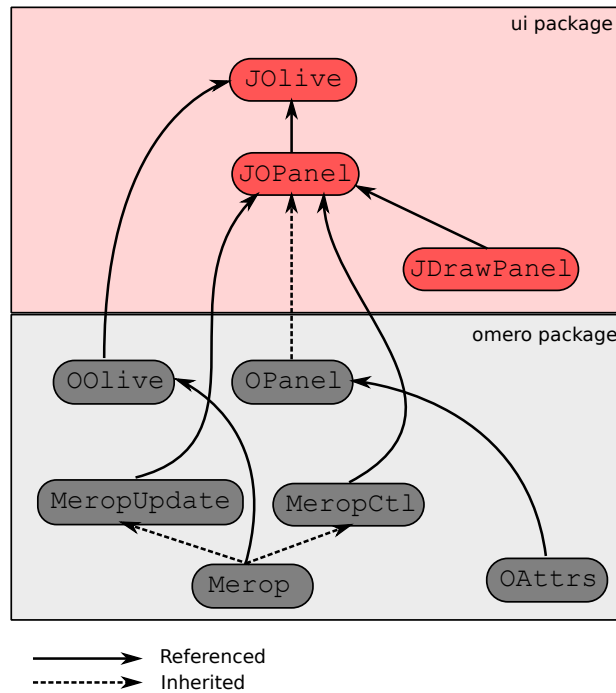 ui package
JOlive
JOPanel
JDrawPanel
omero package
OOlive
OPanel
MeropUpdate
MeropCtl
Merop
OAttrs
Referenced
Inherited